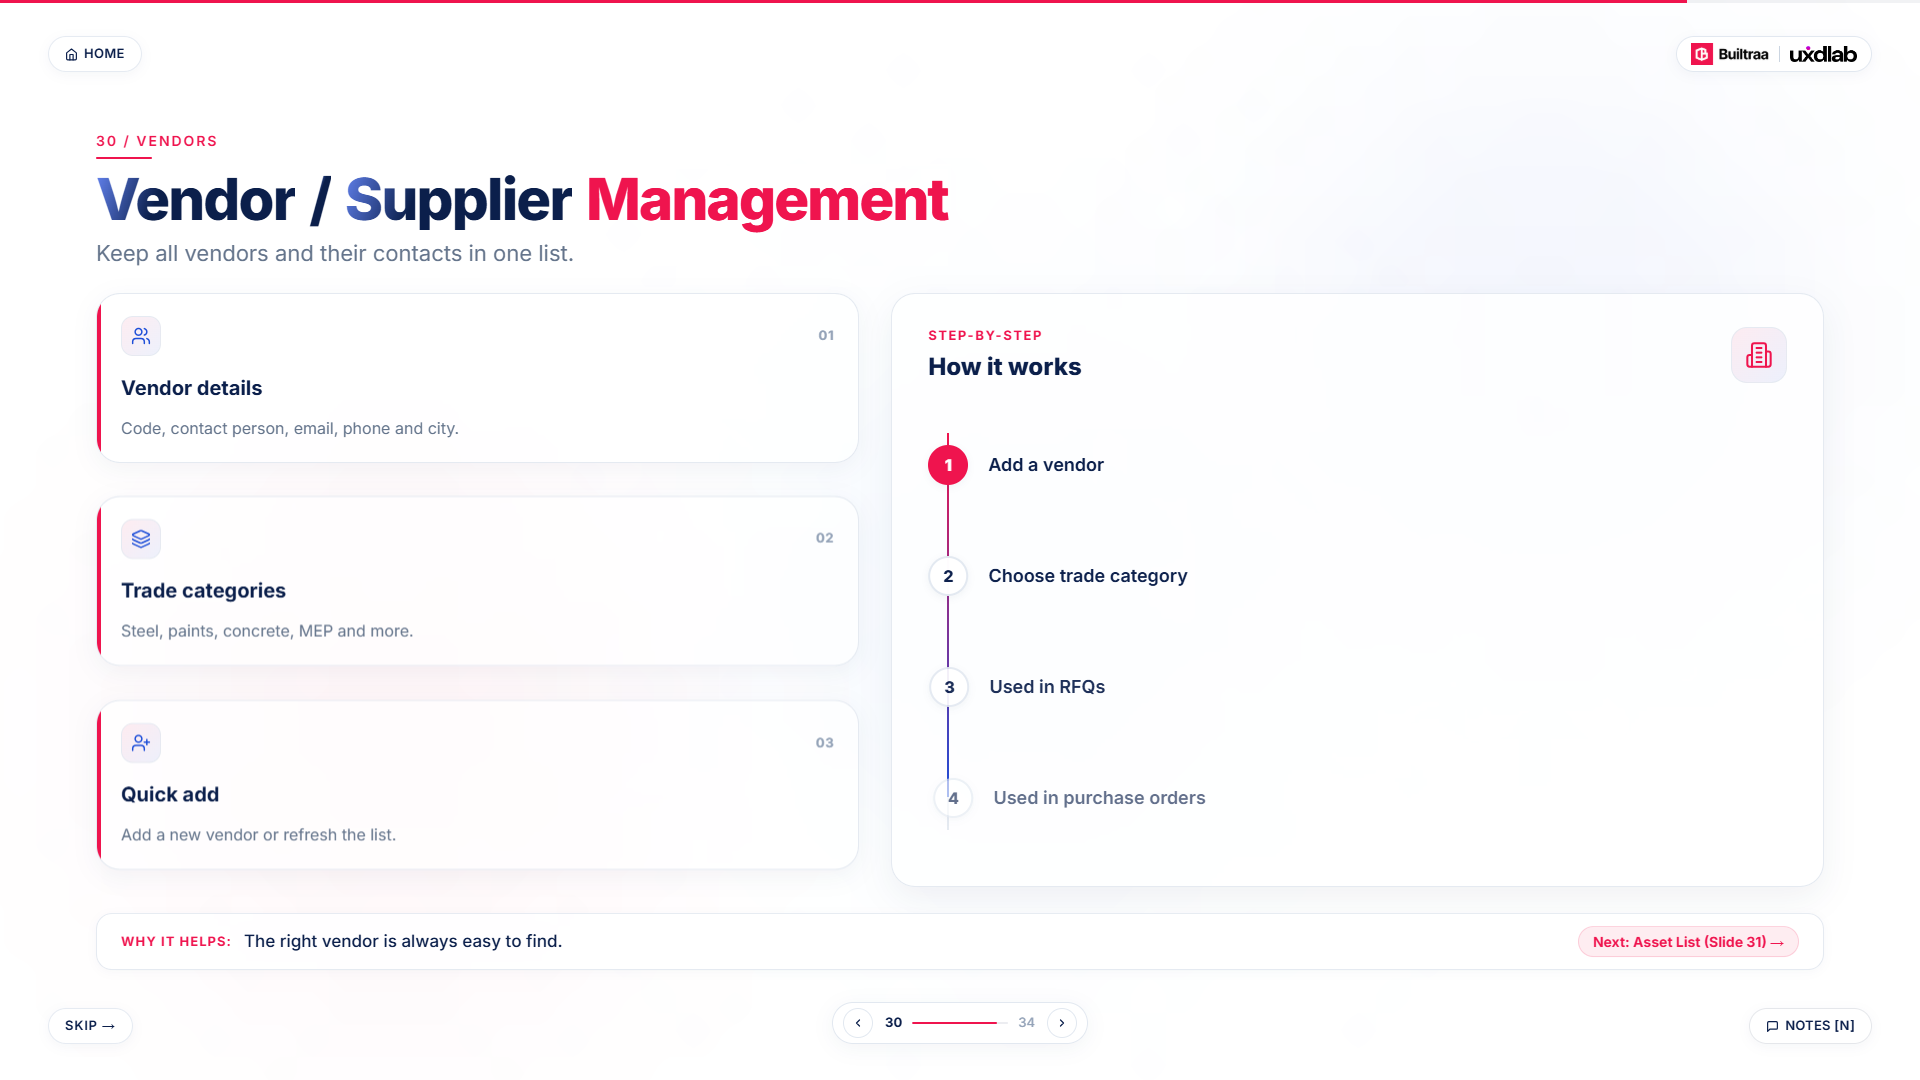 HOME
Builtraa
uxdlab
30 / VENDORS
Vendor / Supplier Management
Keep all vendors and their contacts in one list.
01
Vendor details
Code, contact person, email, phone and city.
02
Trade categories
Steel, paints, concrete, MEP and more.
03
Quick add
Add a new vendor or refresh the list.
STEP-BY-STEP
How it works
1 Add a vendor
2 Choose trade category
3 Used in RFQs
4 Used in purchase orders
WHY IT HELPS: The right vendor is always easy to find.
Next: Asset List (Slide 31) →
SKIP →
30 34
NOTES [N]